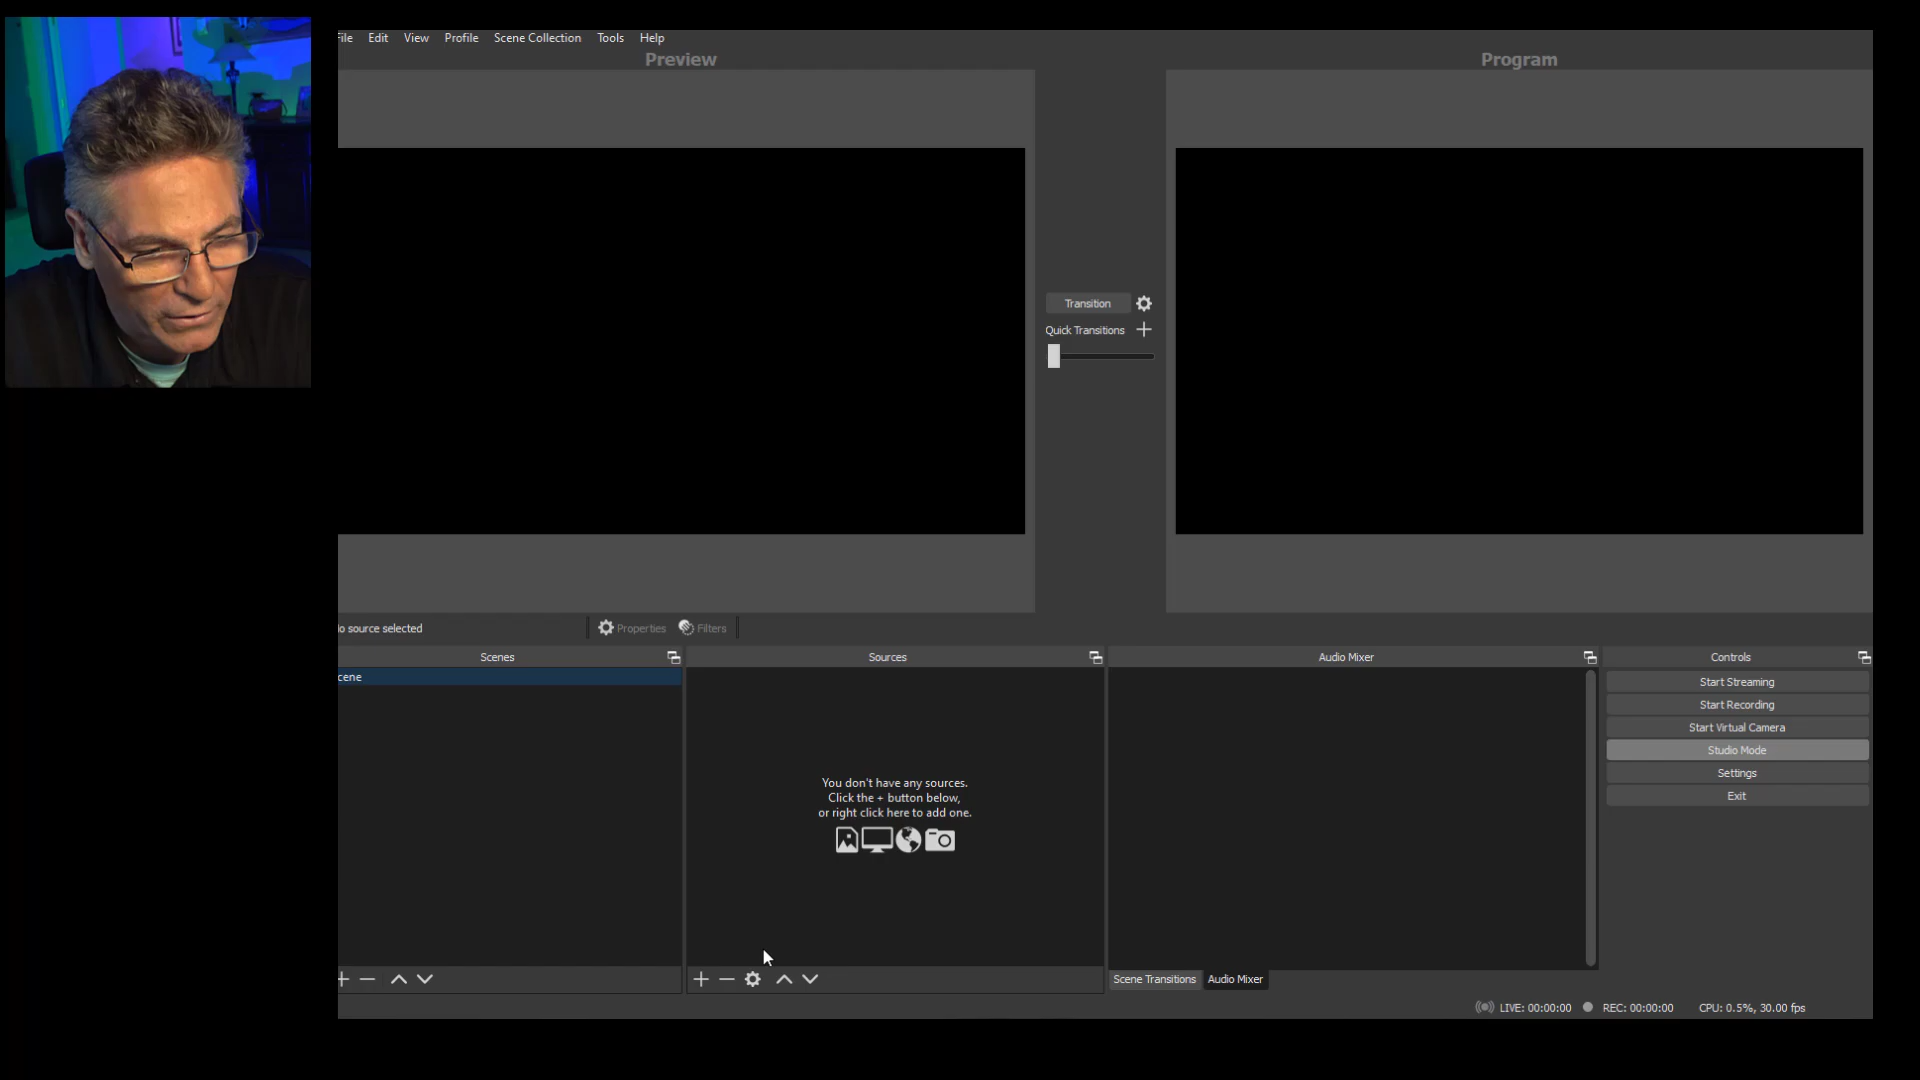 File Edit View Profile Scene Collection Tools Help
Preview
Program
Transition
Quick Transitions
o source selected
Properties
Filters
Scenes
Sources
Audio Mixer
Controls
cene
You don't have any sources.
Click the + button below,
or right click here to add one.
Start Streaming
Start Recording
Start Virtual Camera
Studio Mode
Settings
Exit
Scene Transitions
Audio Mixer
LIVE: 00:00:00
REC: 00:00:00
CPU: 0.5%, 30.00 fps